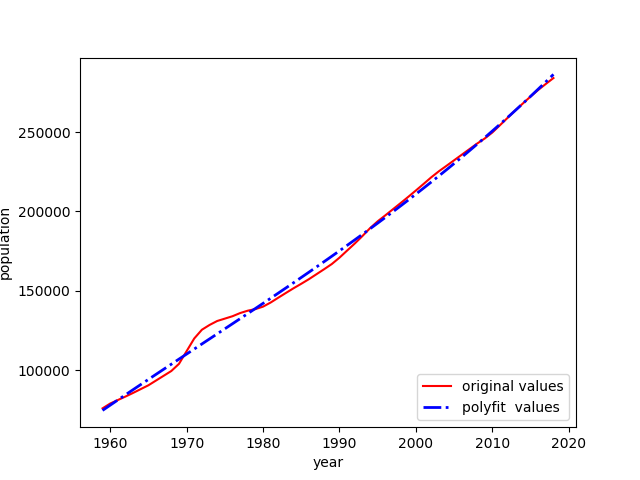 250000
200000
150000
100000
population
1960 1970 1980 1990 2000 2010 2020
year
original values
polyfit  values